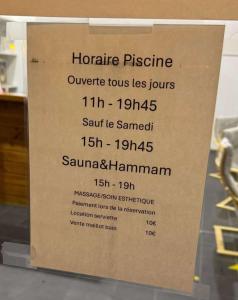 Horaire Piscine
Ouverte tous les jours
11h - 19h45
Sauf le Samedi
15h - 19h45
Sauna&Hammam
15h - 19h
MASSAGE/SOIN ESTHETIQUE
Paiement lors de la réservation
Location serviette 10€
Vente maillot bain 10€